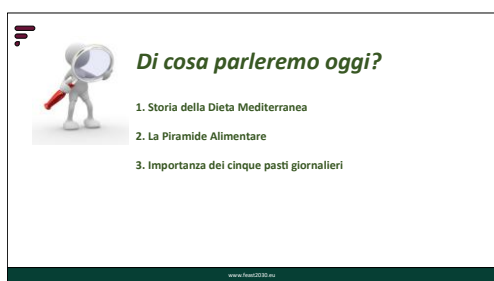 Di cosa parleremo oggi?
1. Storia della Dieta Mediterranea
2. La Piramide Alimentare
3. Importanza dei cinque pasti giornalieri
www.feast2030.eu